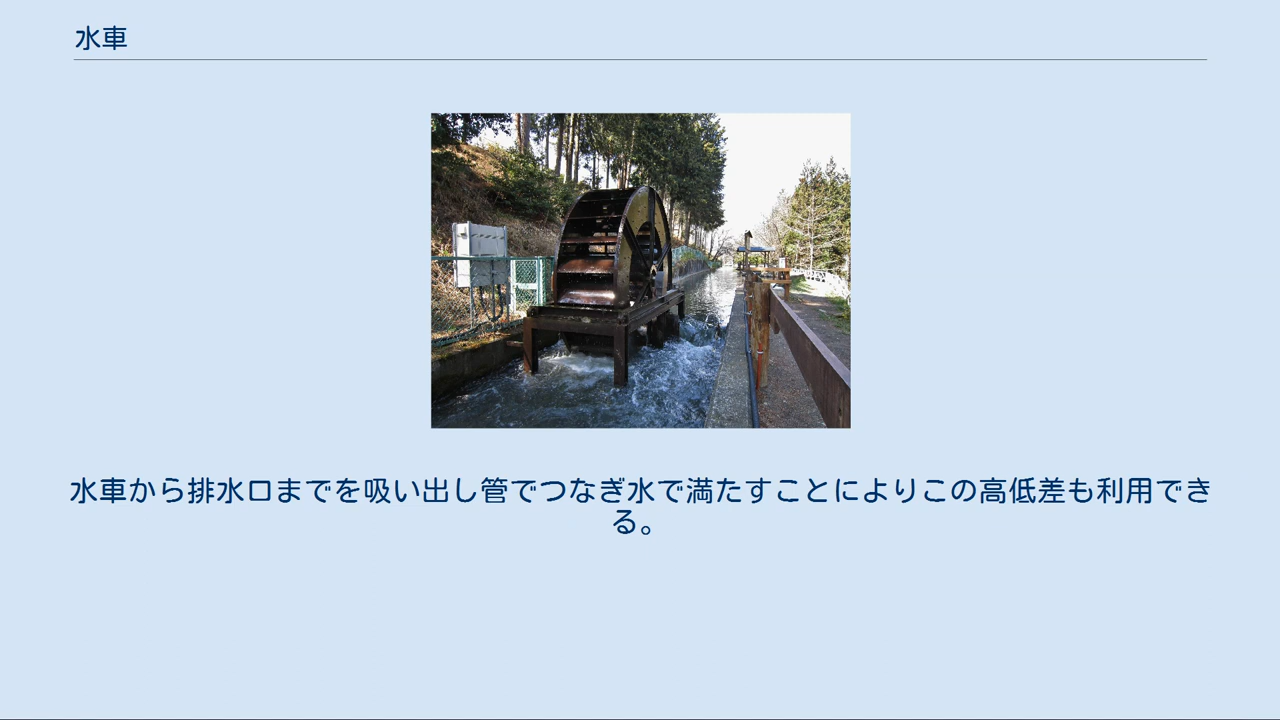 水車
水車から排水口までを吸い出し管でつなぎ水で満たすことによりこの高低差も利用でき
る。